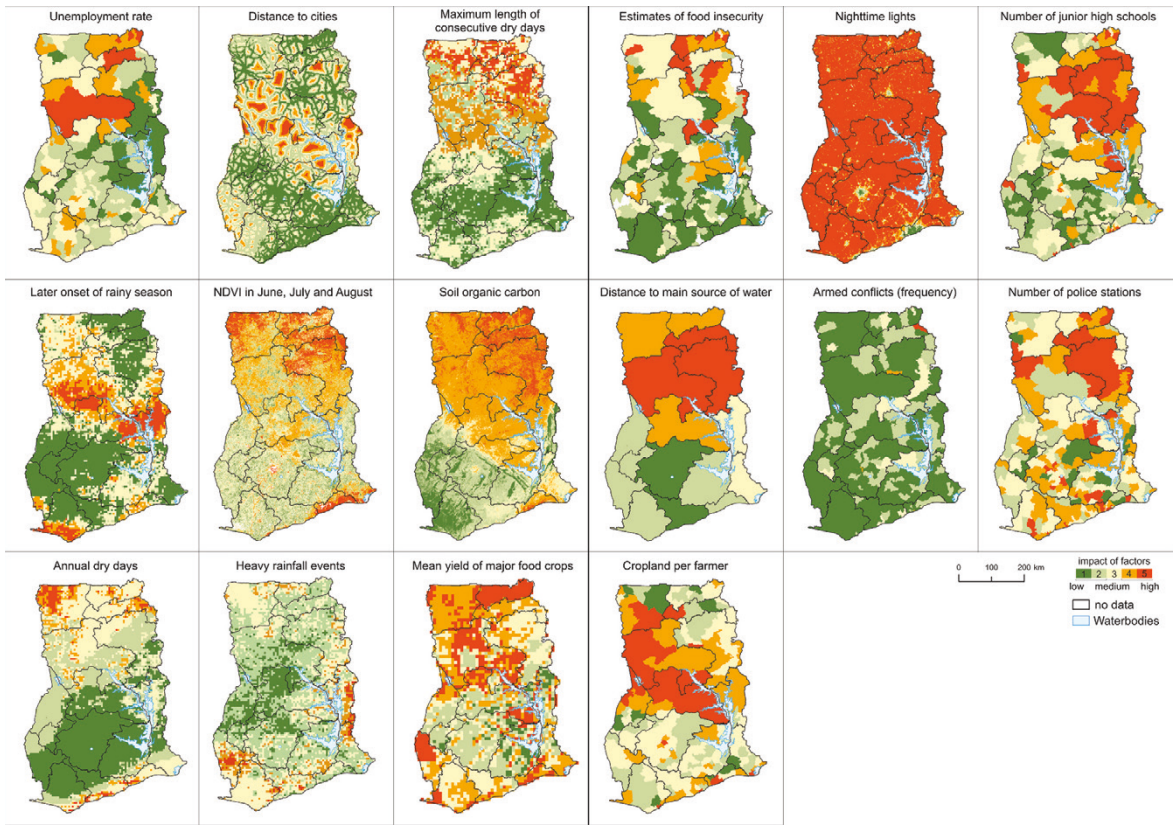 Unemployment rate
Distance to cities
Maximum length of
consecutive dry days
Estimates of food insecurity
Nighttime lights
Number of junior high schools
Later onset of rainy season
NDVI in June, July and August
Soil organic carbon
Distance to main source of water
Armed conflicts (frequency)
Number of police stations
Annual dry days
Heavy rainfall events
Mean yield of major food crops
Cropland per farmer
0 100 200 km
impact of factors
1 2 3 4 5
low medium high
no data
Waterbodies